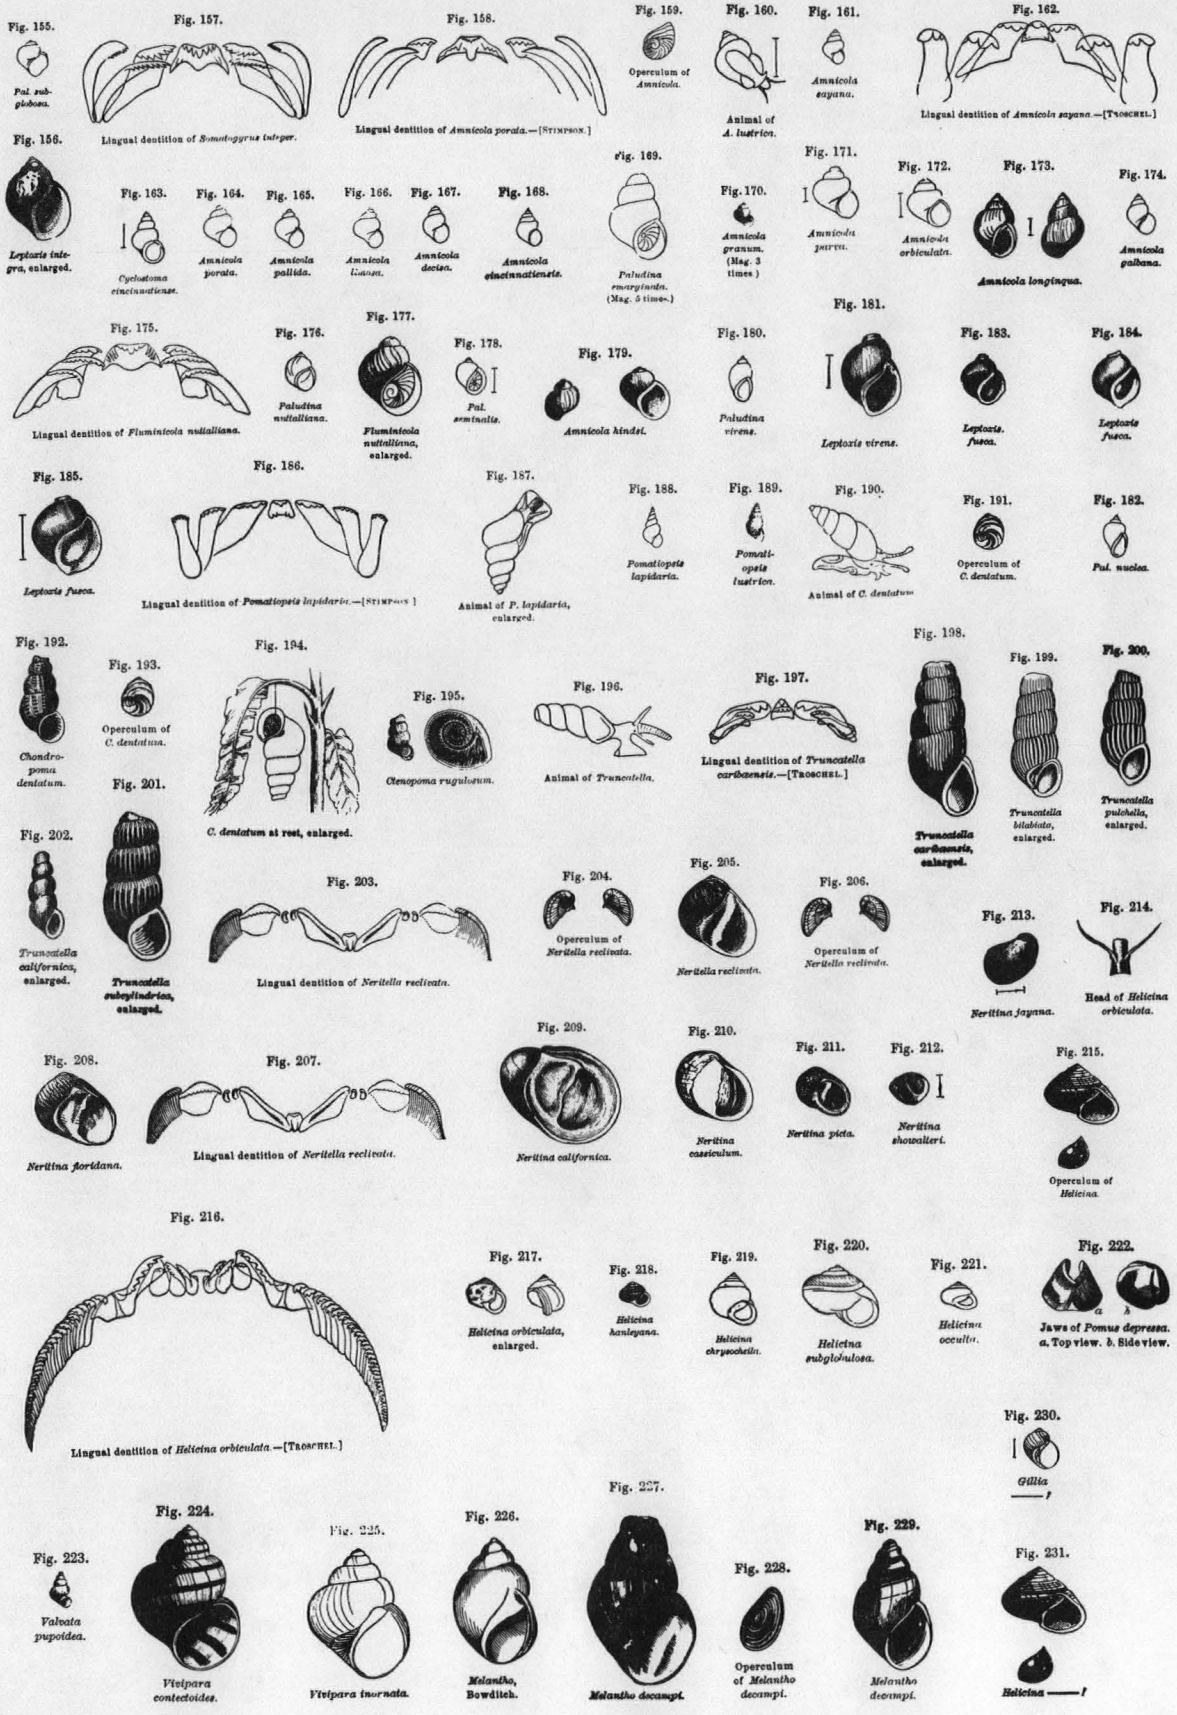 Fig. 155.
Pal. sub-
globosa.
Fig. 157.
Lingual dentition of Somatogyrus integer.
Fig. 158.
Lingual dentition of Amnicola porata.—[STIMPSON.]
Fig. 159.
Operculum of
Amnicola.
Fig. 160.
Animal of
A. lustrica.
Fig. 161.
Amnicola
sayana.
Fig. 162.
Lingual dentition of Amnicola sayana.—[TROSCHEL.]
Fig. 156.
Leptoxis inte-
gra, enlarged.
Fig. 163.
Cyclostoma
cincinnatiense.
Fig. 164.
Amnicola
porata.
Fig. 165.
Amnicola
pallida.
Fig. 166.
Amnicola
limosa.
Fig. 167.
Amnicola
decisa.
Fig. 168.
Amnicola
cincinnatiensis.
Fig. 169.
Paludina
emarginata.
(Mag. 5 times.)
Fig. 170.
Amnicola
granum.
(Mag. 3
times.)
Fig. 171.
Amnicola
parva.
Fig. 172.
Amnicola
orbiculata.
Fig. 173.
Amnicola longinqua.
Fig. 174.
Amnicola
galbana.
Fig. 175.
Lingual dentition of Fluminicola nuttalliana.
Fig. 176.
Paludina
nuttalliana.
Fig. 177.
Fluminicola
nuttalliana,
enlarged.
Fig. 178.
Pal.
seminalis.
Fig. 179.
Amnicola hindsi.
Fig. 180.
Paludina
virens.
Fig. 181.
Leptoxis virens.
Fig. 183.
Leptoxis.
fusca.
Fig. 184.
Leptoxis
fusca.
Fig. 185.
Leptoxis fusca.
Fig. 186.
Lingual dentition of Pomatiopsis lapidaria.—[STIMPSON]
Fig. 187.
Animal of P. lapidaria,
enlarged.
Fig. 188.
Pomatiopsis
lapidaria.
Fig. 189.
Pomati-
opsis
lustrica.
Fig. 190.
Animal of C. dentatum
Fig. 191.
Operculum of
C. dentatum.
Fig. 182.
Pal. nuclea.
Fig. 192.
Chondro-
poma
dentatum.
Fig. 193.
Operculum of
C. dentatum.
Fig. 194.
C. dentatum at rest, enlarged.
Fig. 195.
Ctenopoma rugulosum.
Fig. 196.
Animal of Truncatella.
Fig. 197.
Lingual dentition of Truncatella
caribaensis.—[TROSCHEL.]
Fig. 198.
Truncatella
caribaensis,
enlarged.
Fig. 199.
Truncatella
bilabiata,
enlarged.
Fig. 200.
Truncatella
pulchella,
enlarged.
Fig. 201.
Truncatella
subcylindrica,
enlarged.
Fig. 202.
Truncatella
californica,
enlarged.
Fig. 203.
Lingual dentition of Neritella reclivata.
Fig. 204.
Operculum of
Neritella reclivata.
Fig. 205.
Neritella reclivata.
Fig. 206.
Operculum of
Neritella reclivata.
Fig. 213.
Neritina jayana.
Fig. 214.
Head of Helicina
orbiculata.
Fig. 208.
Neritina floridana.
Fig. 207.
Lingual dentition of Neritella reclivata.
Fig. 209.
Neritina californica.
Fig. 210.
Neritina
cassiculum.
Fig. 211.
Neritina picta.
Fig. 212.
Neritina
showalteri.
Fig. 215.
Operculum of
Helicina.
Fig. 216.
Lingual dentition of Helicina orbiculata.—[TROSCHEL.]
Fig. 217.
Helicina orbiculata,
enlarged.
Fig. 218.
Helicina
hanleyana.
Fig. 219.
Helicina
chrysocheila.
Fig. 220.
Helicina
subglobulosa.
Fig. 221.
Helicina
occulta.
Fig. 222.
a b
Jaws of Pomus depressa.
a. Top view. b. Side view.
Fig. 223.
Valvata
pupoidea.
Fig. 224.
Vivipara
contectoides.
Fig. 225.
Vivipara inornata.
Fig. 226.
Melantho,
Bowditch.
Fig. 227.
Melantho decampi.
Fig. 228.
Operculum
of Melantho
decampi.
Fig. 229.
Melantho
decampi.
Fig. 230.
Gillia
—— ?
Fig. 231.
Helicina —— ?